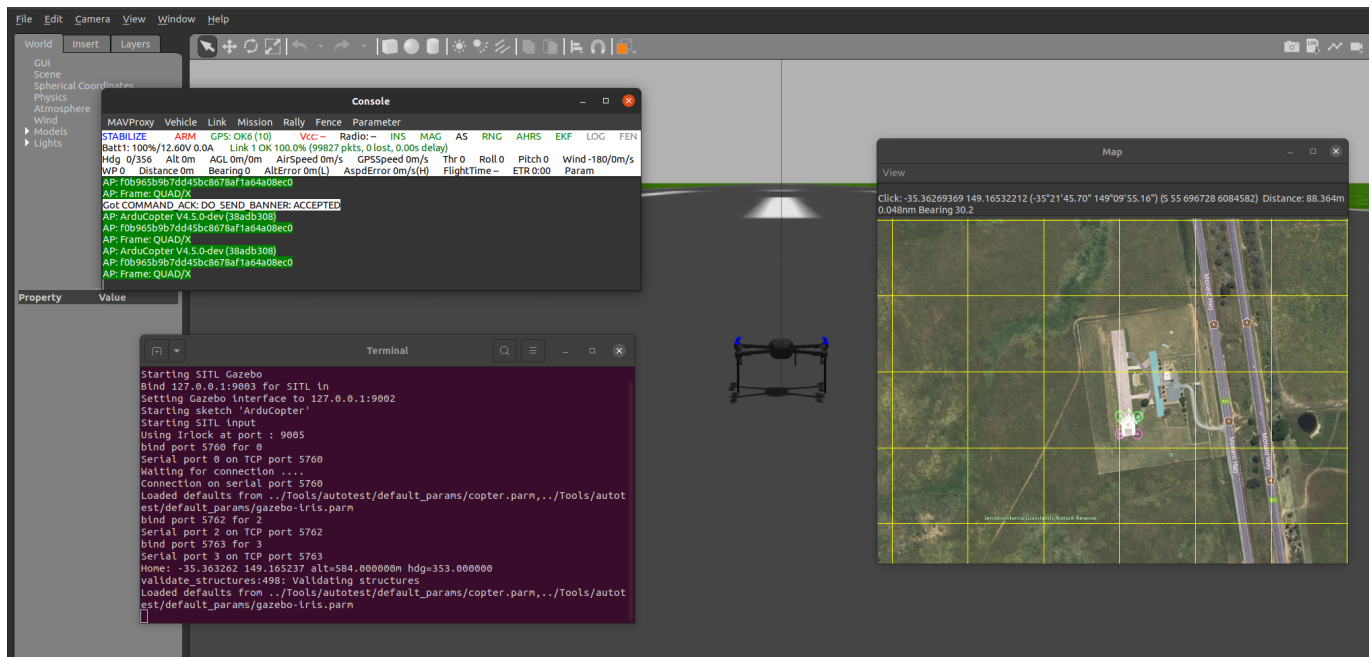 File Edit Camera View Window Help
World Insert Layers
GUI
Scene
Spherical Coordinates
Physics
Atmosphere
Wind
Models
Lights
Property Value
LOG
Console
MAVProxy Vehicle Link Mission Rally Fence Parameter
STABILIZE ARM GPS: OK6 (10) Vcc: -- Radio: -- INS MAG AS RNG AHRS EKF LOG FEN
Batt1: 100%/12.60V 0.0A Link 1 OK 100.0% (99827 pkts, 0 lost, 0.00s delay)
Hdg 0/356 Alt 0m AGL 0m/0m AirSpeed 0m/s GPSSpeed 0m/s Thr 0 Roll 0 Pitch 0 Wind -180/0m/s
WP 0 Distance 0m Bearing 0 AltError 0m(L) AspdError 0m/s(H) FlightTime -- ETR 0:00 Param
AP: f0b965b9b7dd45bc8678af1a64a08ec0
AP: Frame: QUAD/X
Got COMMAND_ACK: DO_SEND_BANNER: ACCEPTED
AP: ArduCopter V4.5.0-dev (38adb308)
AP: f0b965b9b7dd45bc8678af1a64a08ec0
AP: Frame: QUAD/X
AP: ArduCopter V4.5.0-dev (38adb308)
AP: f0b965b9b7dd45bc8678af1a64a08ec0
AP: Frame: QUAD/X
Map
View
Click: -35.36269369 149.16532212 (-35°21'45.70" 149°09'55.16") (S 55 696728 6084582) Distance: 88.364m
0.048nm Bearing 30.2
Monaro Hwy
Monaro Hwy
Monaro Hwy
Jerrabomberra Grasslands Nature Reserve
Terminal
Starting SITL Gazebo
Bind 127.0.0.1:9003 for SITL in
Setting Gazebo interface to 127.0.0.1:9002
Starting sketch 'ArduCopter'
Starting SITL input
Using Irlock at port : 9005
bind port 5760 for 0
Serial port 0 on TCP port 5760
Waiting for connection ....
Connection on serial port 5760
Loaded defaults from ../Tools/autotest/default_params/copter.parm,../Tools/autot
est/default_params/gazebo-iris.parm
bind port 5762 for 2
Serial port 2 on TCP port 5762
bind port 5763 for 3
Serial port 3 on TCP port 5763
Home: -35.363262 149.165237 alt=584.000000m hdg=353.000000
validate_structures:498: Validating structures
Loaded defaults from ../Tools/autotest/default_params/copter.parm,../Tools/autot
est/default_params/gazebo-iris.parm